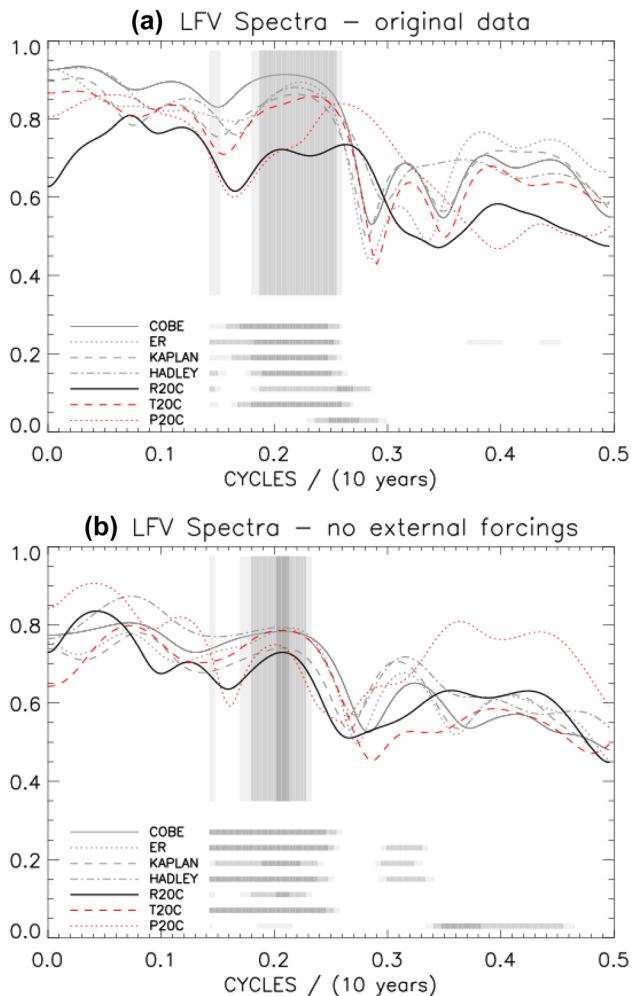 (a) LFV Spectra – original data
1.0
0.8
0.6
0.4
0.2
0.0
COBE
ER
KAPLAN
HADLEY
R20C
T20C
P20C
0.0 0.1 0.2 0.3 0.4 0.5
CYCLES / (10 years)
(b) LFV Spectra – no external forcings
1.0
0.8
0.6
0.4
0.2
0.0
COBE
ER
KAPLAN
HADLEY
R20C
T20C
P20C
0.0 0.1 0.2 0.3 0.4 0.5
CYCLES / (10 years)